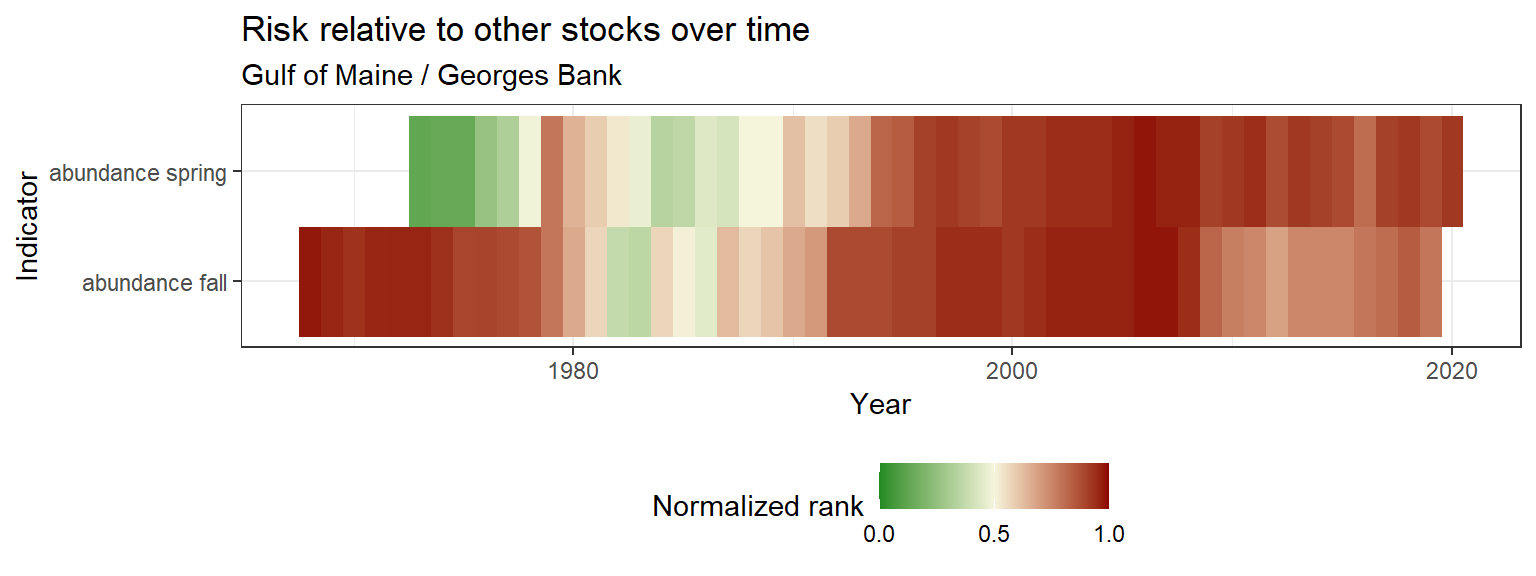 Risk relative to other stocks over time
Gulf of Maine / Georges Bank
Indicator
abundance spring
abundance fall
1980 2000 2020
Year
Normalized rank
0.0 0.5 1.0